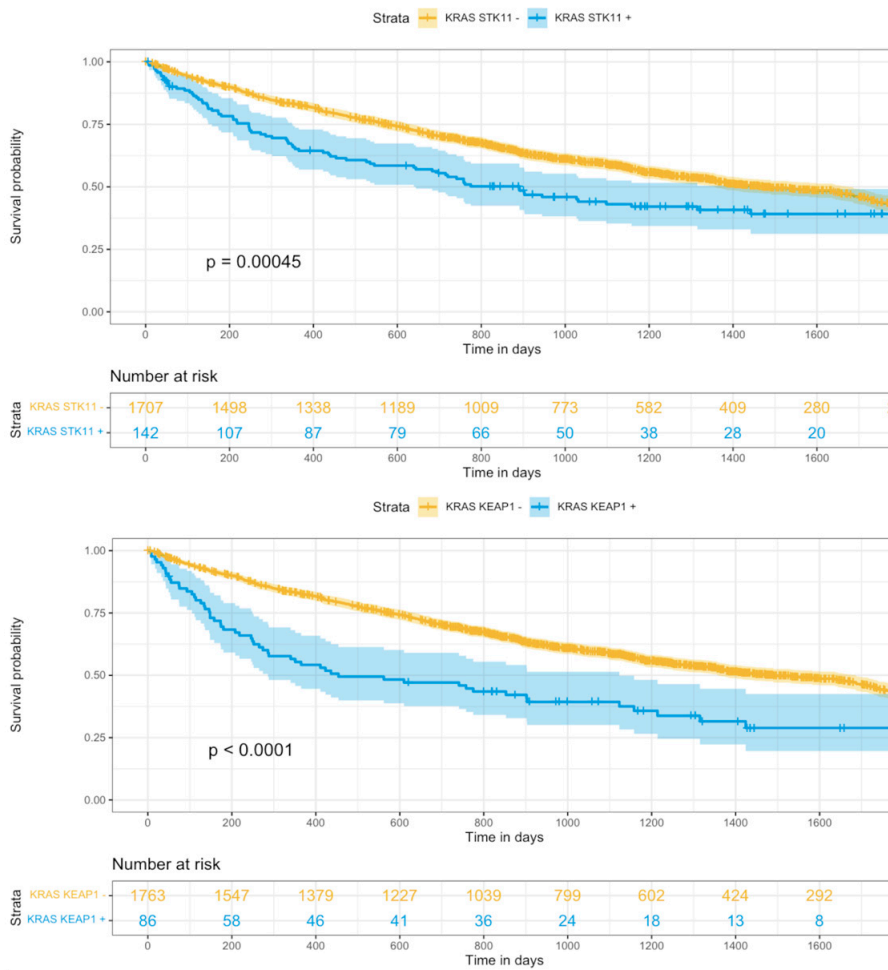 Strata KRAS STK11 - KRAS STK11 +
Survival probability
1.00
0.75
0.50
0.25
0.00
p = 0.00045
0 200 400 600 800 1000 1200 1400 1600
Time in days
Number at risk
Strata
KRAS STK11 - 1707 1498 1338 1189 1009 773 582 409 280
KRAS STK11 + 142 107 87 79 66 50 38 28 20
0 200 400 600 800 1000 1200 1400 1600
Time in days
Strata KRAS KEAP1 - KRAS KEAP1 +
Survival probability
1.00
0.75
0.50
0.25
0.00
p < 0.0001
0 200 400 600 800 1000 1200 1400 1600
Time in days
Number at risk
Strata
KRAS KEAP1 - 1763 1547 1379 1227 1039 799 602 424 292
KRAS KEAP1 + 86 58 46 41 36 24 18 13 8
0 200 400 600 800 1000 1200 1400 1600
Time in days